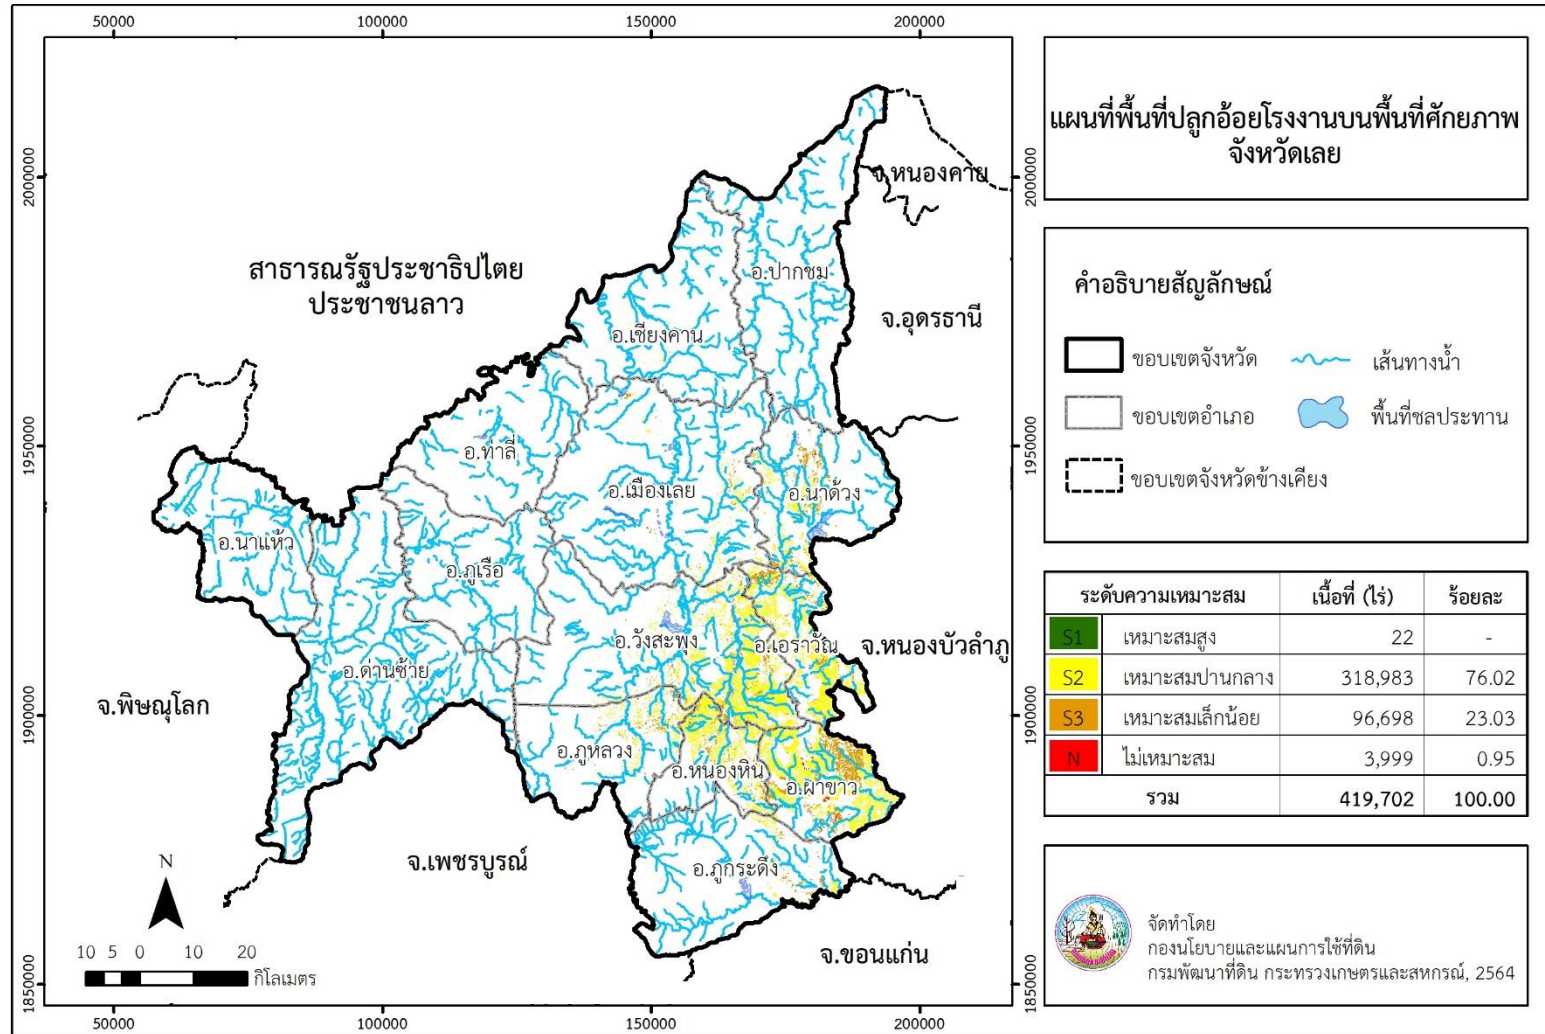 50000
100000
150000
200000
2000000
1950000
1900000
1850000
2000000
1950000
1900000
1850000
จ.หนองคาย
สาธารณรัฐประชาธิปไตย
ประชาชนลาว
อ.ปากชม
อ.เชียงคาน
จ.อุดรธานี
อ.ท่าลี่
อ.เมืองเลย
อ.นาด้วง
อ.นาแห้ว
อ.ภูเรือ
อ.วังสะพุง
อ.เอราวัณ
จ.หนองบัวลำภู
อ.ด่านซ้าย
จ.พิษณุโลก
อ.ภูหลวง
อ.หนองหิน
อ.ผาขาว
จ.เพชรบูรณ์
อ.ภูกระดึง
จ.ขอนแก่น
N
10 5 0 10 20
กิโลเมตร
50000
100000
150000
200000
แผนที่พื้นที่ปลูกอ้อยโรงงานบนพื้นที่ศักยภาพ
จังหวัดเลย
คำอธิบายสัญลักษณ์
ขอบเขตจังหวัด
เส้นทางน้ำ
ขอบเขตอำเภอ
พื้นที่ชลประทาน
ขอบเขตจังหวัดข้างเคียง
ระดับความเหมาะสม เนื้อที่ (ไร่) ร้อยละ
S1 เหมาะสมสูง 22 -
S2 เหมาะสมปานกลาง 318,983 76.02
S3 เหมาะสมเล็กน้อย 96,698 23.03
N ไม่เหมาะสม 3,999 0.95
รวม 419,702 100.00
จัดทำโดย
กองนโยบายและแผนการใช้ที่ดิน
กรมพัฒนาที่ดิน กระทรวงเกษตรและสหกรณ์, 2564